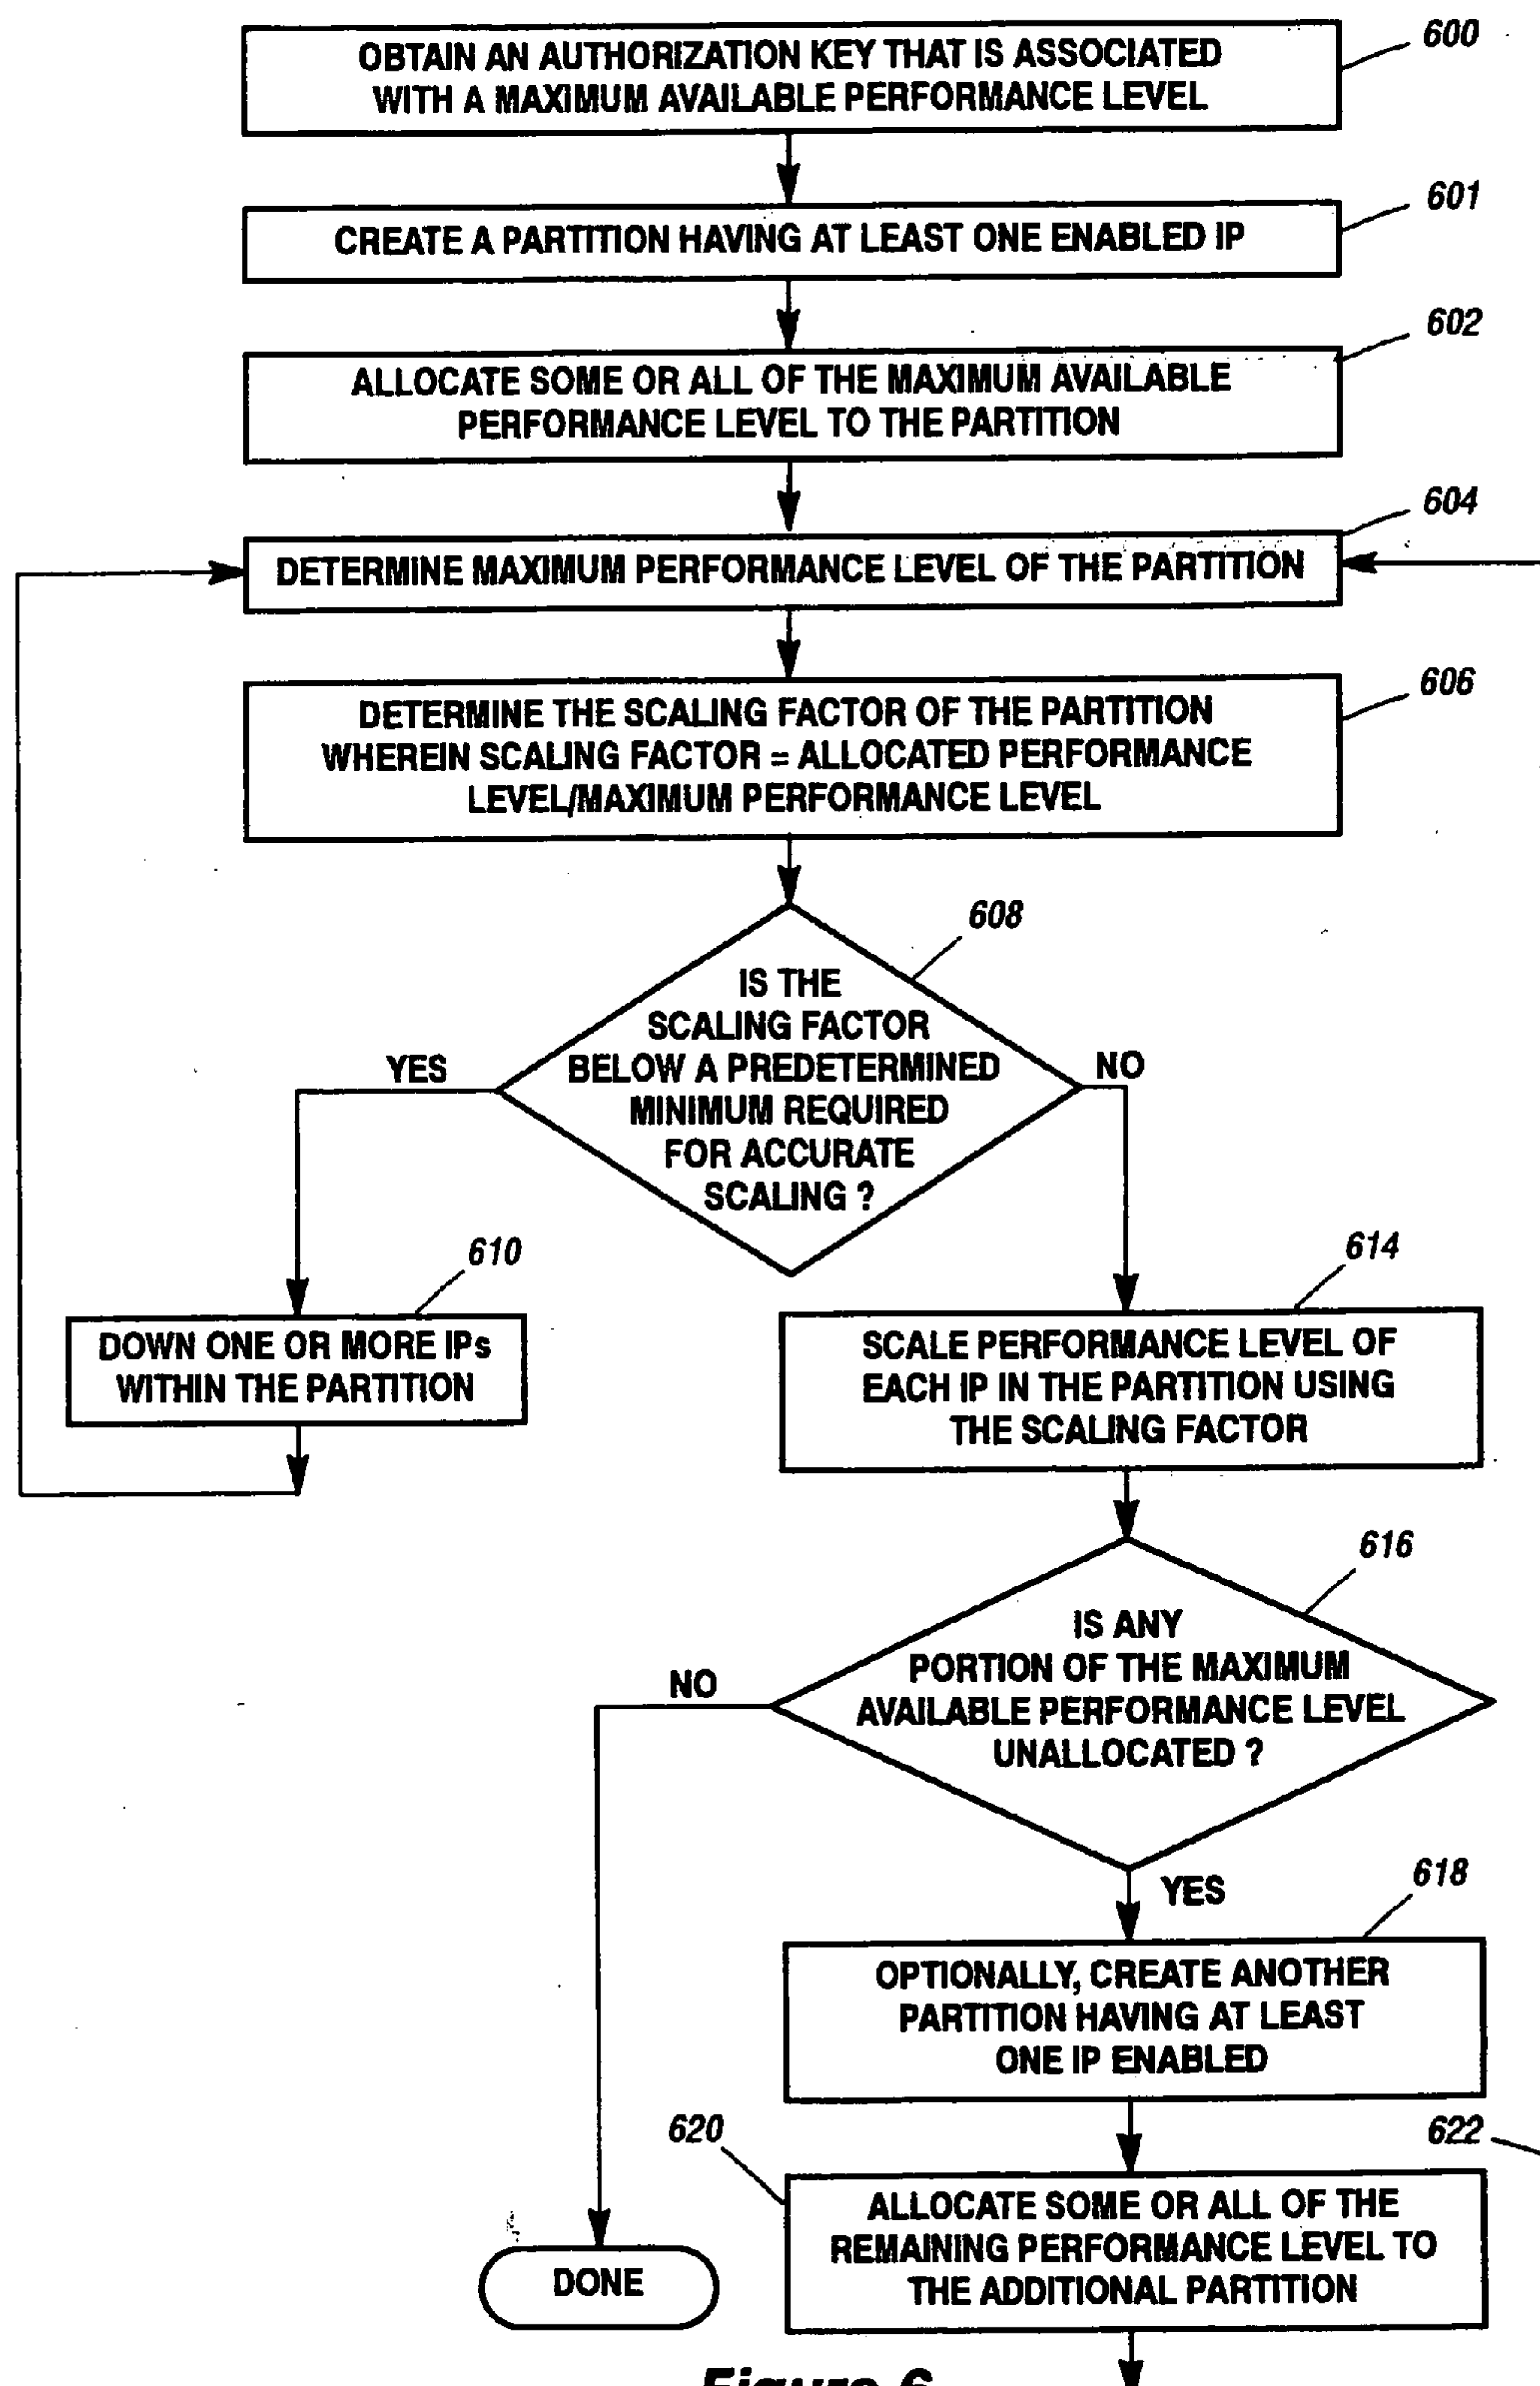 600
OBTAIN AN AUTHORIZATION KEY THAT IS ASSOCIATED
WITH A MAXIMUM AVAILABLE PERFORMANCE LEVEL
601
CREATE A PARTITION HAVING AT LEAST ONE ENABLED IP
602
ALLOCATE SOME OR ALL OF THE MAXIMUM AVAILABLE
PERFORMANCE LEVEL TO THE PARTITION
604
DETERMINE MAXIMUM PERFORMANCE LEVEL OF THE PARTITION
606
DETERMINE THE SCALING FACTOR OF THE PARTITION
WHEREIN SCALING FACTOR = ALLOCATED PERFORMANCE
LEVEL/MAXIMUM PERFORMANCE LEVEL
608
IS THE
SCALING FACTOR
BELOW A PREDETERMINED
MINIMUM REQUIRED
FOR ACCURATE
SCALING ?
YES
NO
610
DOWN ONE OR MORE IPs
WITHIN THE PARTITION
614
SCALE PERFORMANCE LEVEL OF
EACH IP IN THE PARTITION USING
THE SCALING FACTOR
616
IS ANY
PORTION OF THE MAXIMUM
AVAILABLE PERFORMANCE LEVEL
UNALLOCATED ?
NO
YES
618
OPTIONALLY, CREATE ANOTHER
PARTITION HAVING AT LEAST
ONE IP ENABLED
620
622
ALLOCATE SOME OR ALL OF THE
REMAINING PERFORMANCE LEVEL TO
THE ADDITIONAL PARTITION
DONE
Figure 6